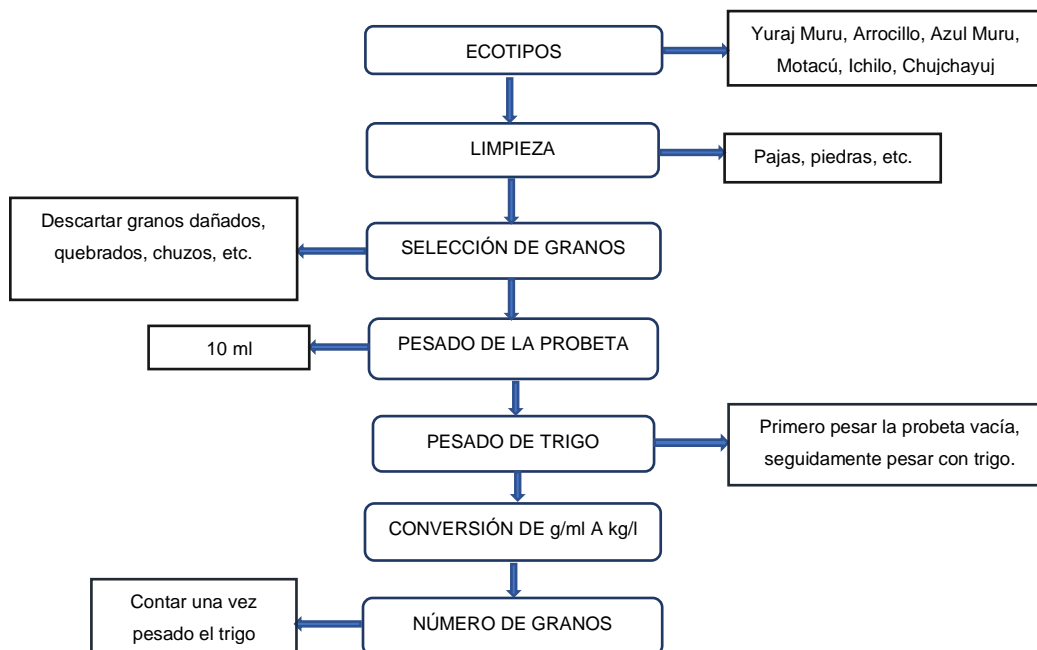 ECOTIPOS
Yuraj Muru, Arrocillo, Azul Muru,
Motacú, Ichilo, Chujchayuj
LIMPIEZA
Pajas, piedras, etc.
Descartar granos dañados,
quebrados, chuzos, etc.
SELECCIÓN DE GRANOS
10 ml
PESADO DE LA PROBETA
PESADO DE TRIGO
Primero pesar la probeta vacía,
seguidamente pesar con trigo.
CONVERSIÓN DE g/ml A kg/l
Contar una vez
pesado el trigo
NÚMERO DE GRANOS